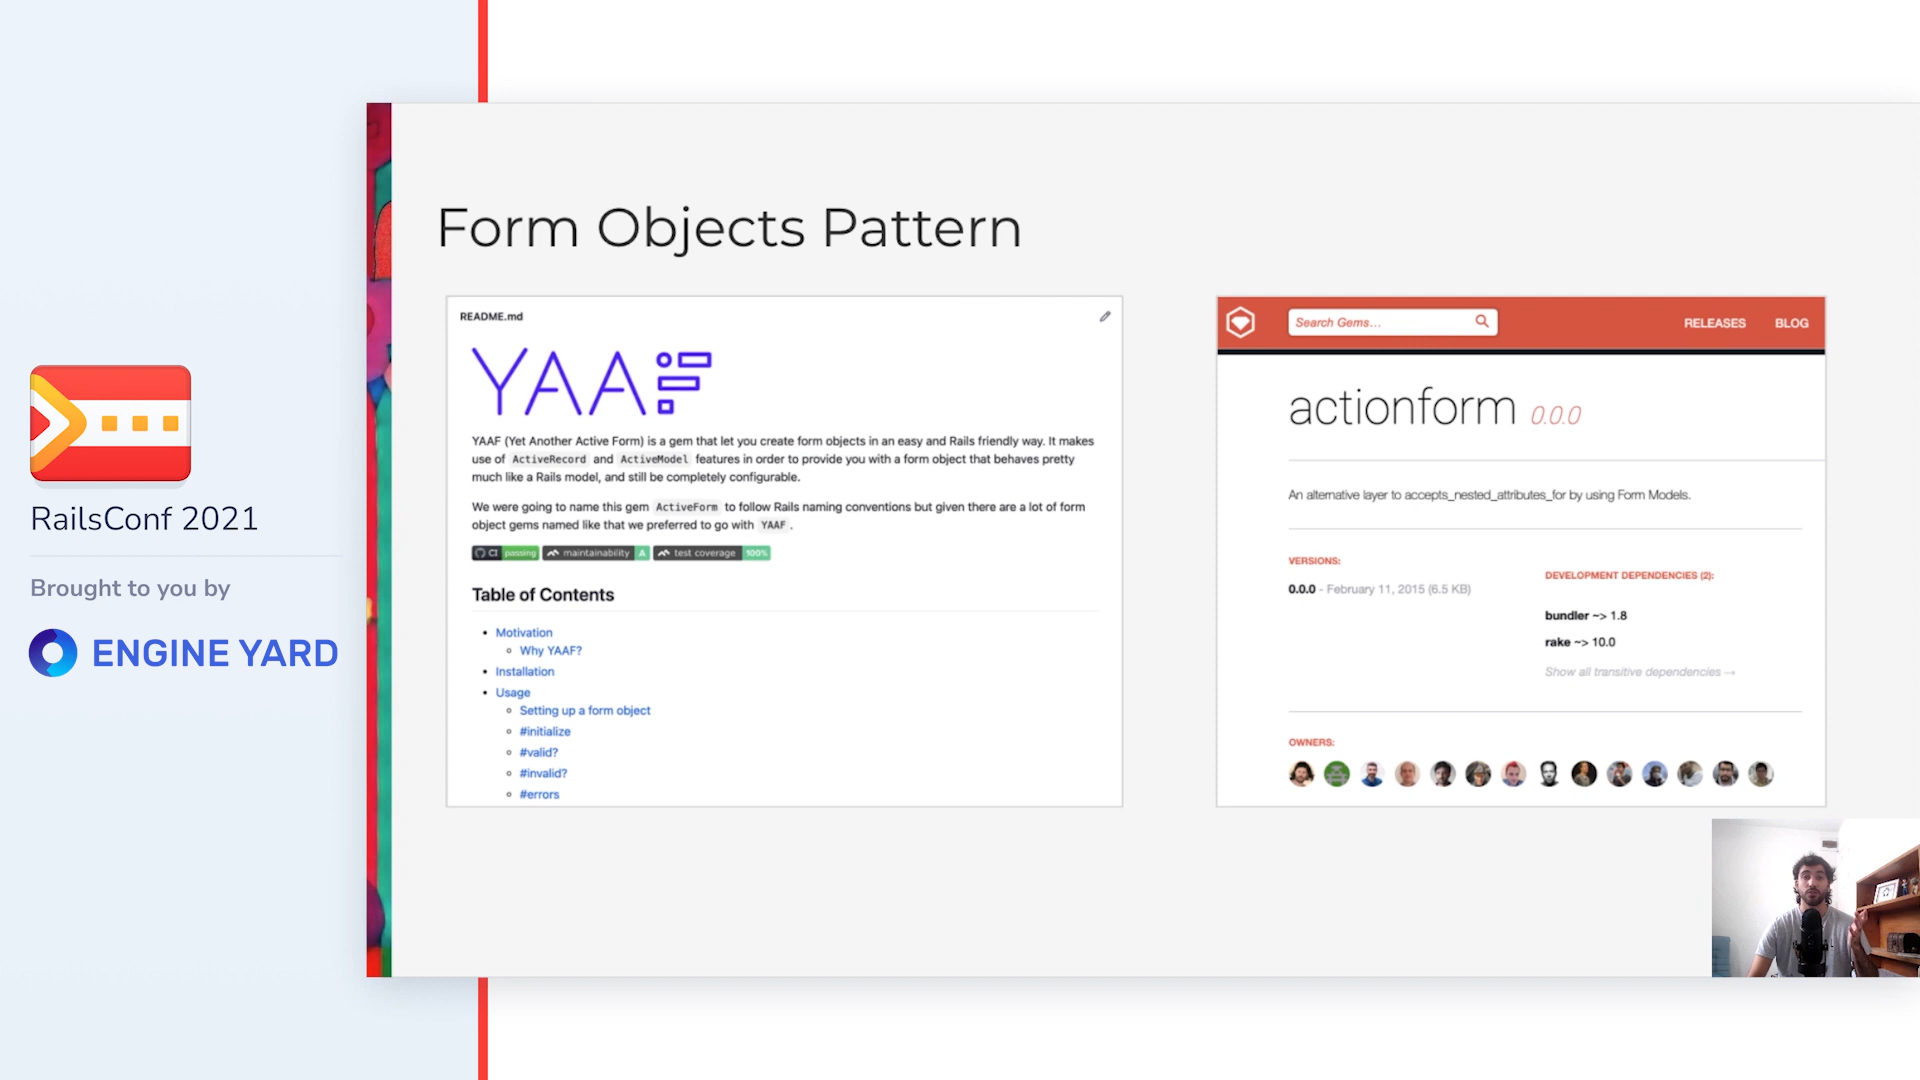 RailsConf 2021
Brought to you by
ENGINE YARD
Form Objects Pattern
README.md
YAAF
YAAF (Yet Another Active Form) is a gem that let you create form objects in an easy and Rails friendly way. It makes
use of ActiveRecord and ActiveModel features in order to provide you with a form object that behaves pretty
much like a Rails model, and still be completely configurable.
We were going to name this gem ActiveForm to follow Rails naming conventions but given there are a lot of form
object gems named like that we preferred to go with YAAF .
CI passing maintainability A test coverage 100%
Table of Contents
Motivation
Why YAAF?
Installation
Usage
Setting up a form object
#initialize
#valid?
#invalid?
#errors
Search Gems...
RELEASES BLOG
actionform 0.0.0
An alternative layer to accepts_nested_attributes_for by using Form Models.
VERSIONS:
0.0.0 - February 11, 2015 (6.5 KB)
DEVELOPMENT DEPENDENCIES (2):
bundler ~> 1.8
rake ~> 10.0
Show all transitive dependencies →
OWNERS: